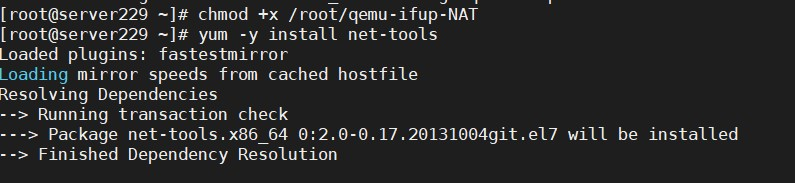 [root@server229 ~]# chmod +x /root/qemu-ifup-NAT
[root@server229 ~]# yum -y install net-tools
Loaded plugins: fastestmirror
Loading mirror speeds from cached hostfile
Resolving Dependencies
--> Running transaction check
---> Package net-tools.x86_64 0:2.0-0.17.20131004git.el7 will be installed
--> Finished Dependency Resolution